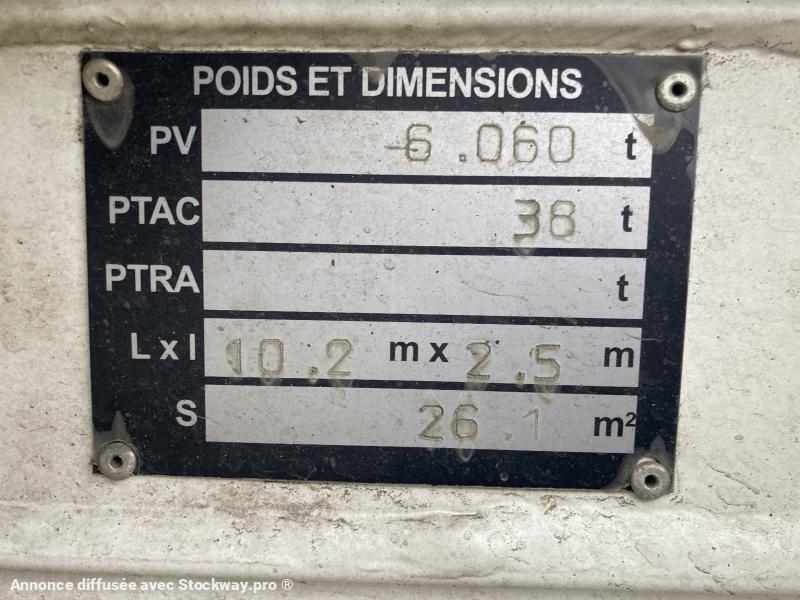 POIDS ET DIMENSIONS
PV 6.060 t
PTAC 38 t
PTRA t
L x l 10.2 m x 2.5 m
S 26.1 m²
Annonce diffusée avec Stockway.pro ®